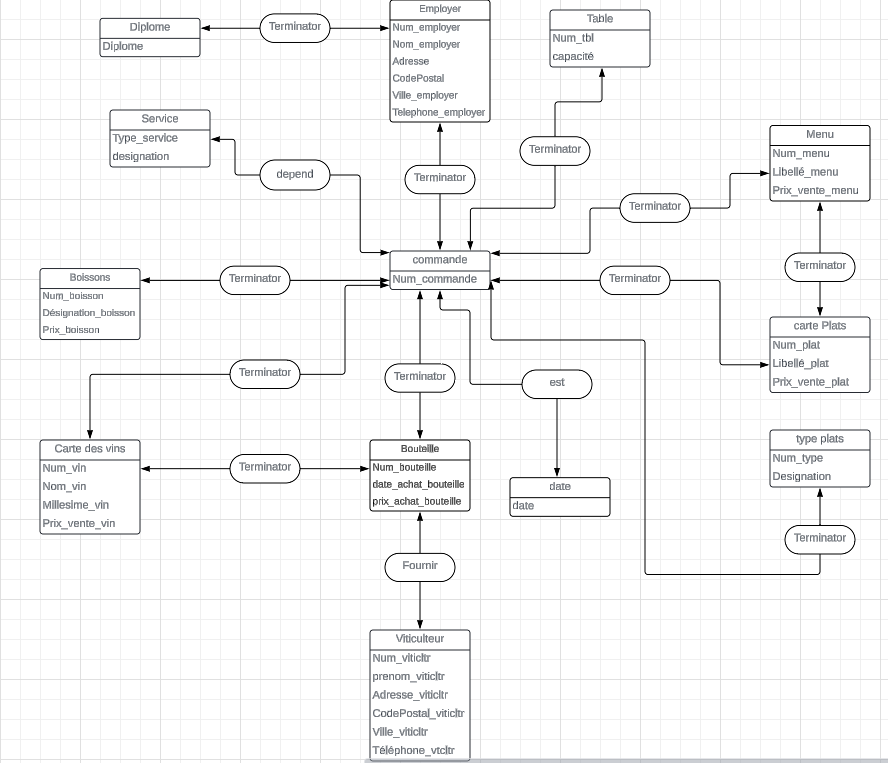 Employer
Num_employer
Nom_employer
Adresse
CodePostal
Ville_employer
Telephone_employer
Diplome
Diplome
Terminator
Table
Num_tbl
capacité
Service
Type_service
designation
depend
Terminator
Terminator
Menu
Num_menu
Libellé_menu
Prix_vente_menu
Terminator
commande
Num_commande
Boissons
Num_boisson
Désignation_boisson
Prix_boisson
Terminator
Terminator
Terminator
carte Plats
Num_plat
Libellé_plat
Prix_vente_plat
Terminator
Terminator
est
Carte des vins
Num_vin
Nom_vin
Millesime_vin
Prix_vente_vin
Terminator
Bouteille
Num_bouteille
date_achat_bouteille
prix_achat_bouteille
date
date
type plats
Num_type
Designation
Terminator
Fournir
Viticulteur
Num_viticltr
prenom_viticltr
Adresse_viticltr
CodePostal_viticltr
Ville_viticltr
Téléphone_vtcltr